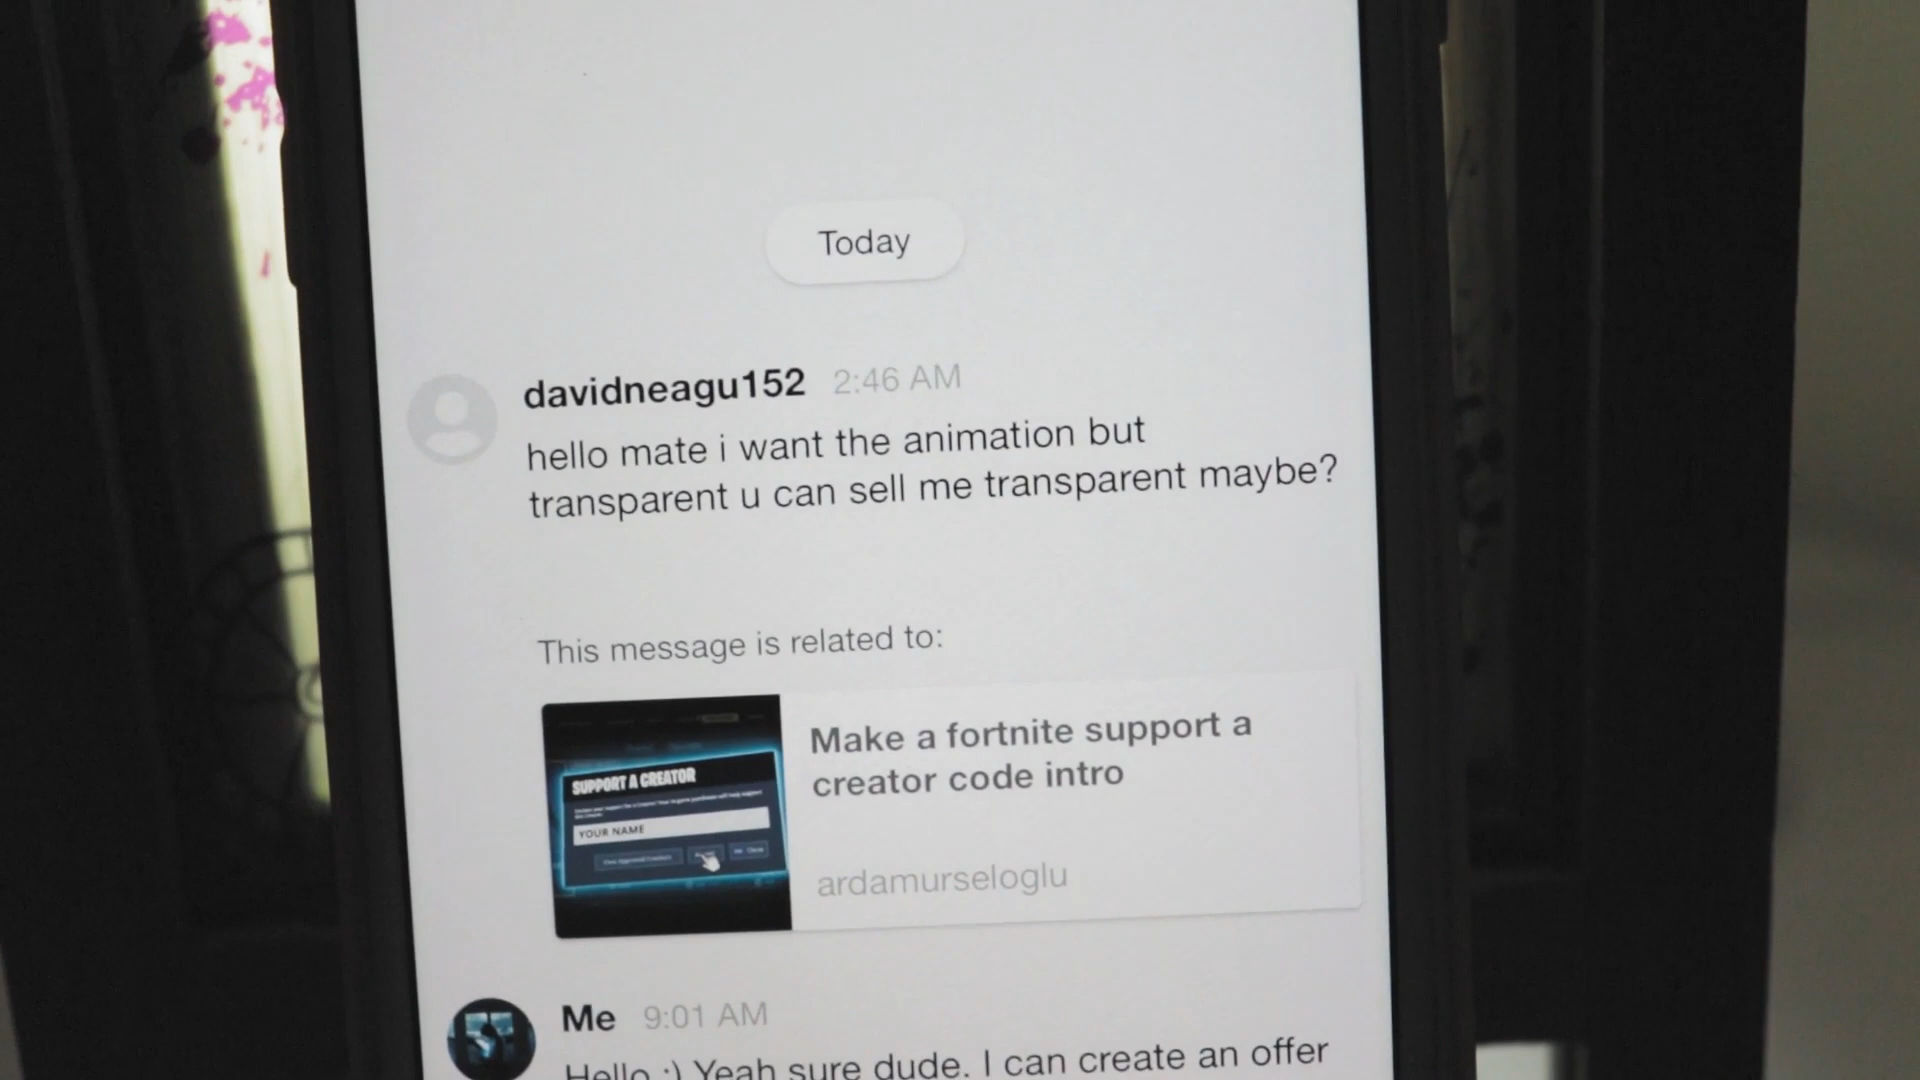 Today
davidneagu152 2:46 AM
hello mate i want the animation but
transparent u can sell me transparent maybe?
This message is related to:
SUPPORT A CREATOR
YOUR NAME
Make a fortnite support a
creator code intro
ardamurseloglu
Me 9:01 AM
Hello :) Yeah sure dude. I can create an offer